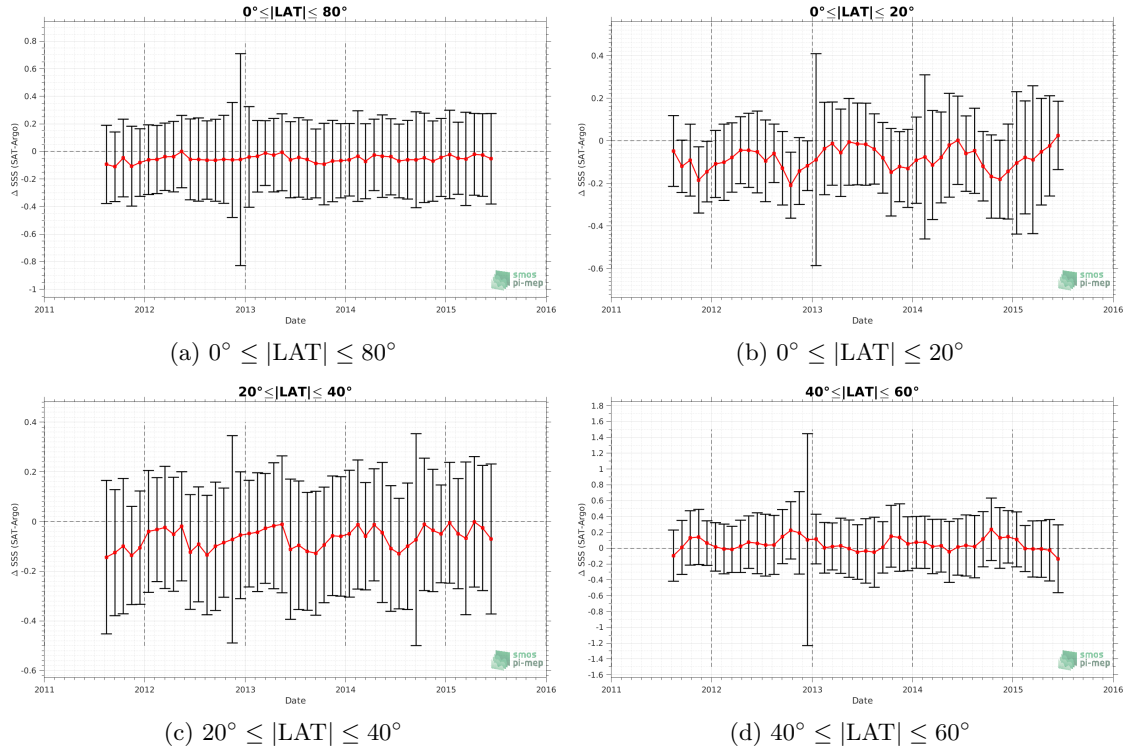 0°≤|LAT|≤ 80°
Δ SSS (SAT-Argo)
0.8
0.6
0.4
0.2
0
-0.2
-0.4
-0.6
-0.8
-1
2011
2012
2013
2014
2015
2016
Date
smos
pi-mep
(a) 0° ≤ |LAT| ≤ 80°
0°≤|LAT|≤ 20°
Δ SSS (SAT-Argo)
0.4
0.2
0
-0.2
-0.4
-0.6
2011
2012
2013
2014
2015
2016
Date
smos
pi-mep
(b) 0° ≤ |LAT| ≤ 20°
20°≤|LAT|≤ 40°
Δ SSS (SAT-Argo)
0.4
0.2
0
-0.2
-0.4
-0.6
2011
2012
2013
2014
2015
2016
Date
smos
pi-mep
(c) 20° ≤ |LAT| ≤ 40°
40°≤|LAT|≤ 60°
Δ SSS (SAT-Argo)
1.8
1.6
1.4
1.2
1
0.8
0.6
0.4
0.2
0
-0.2
-0.4
-0.6
-0.8
-1
-1.2
-1.4
-1.6
2011
2012
2013
2014
2015
2016
Date
smos
pi-mep
(d) 40° ≤ |LAT| ≤ 60°